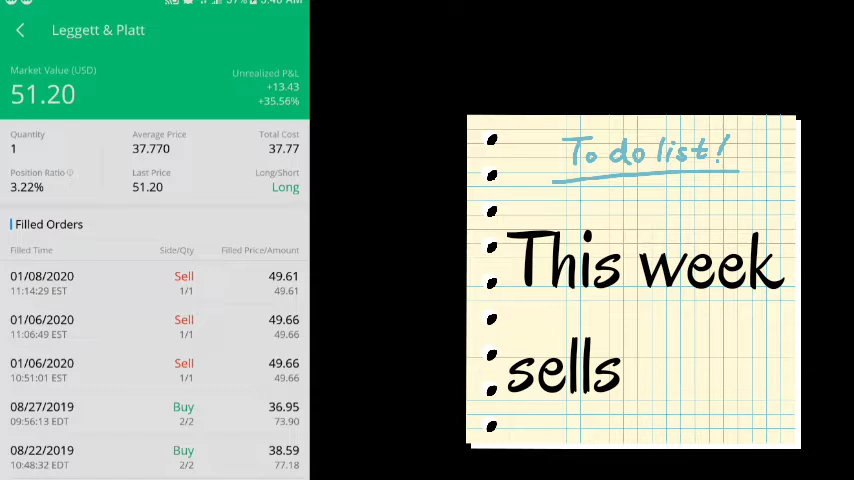 Leggett & Platt
Market Value (USD)
51.20
Unrealized P&L
+13.43
+35.56%
Quantity Average Price Total Cost
1 37.770 37.77
Position Ratio Last Price Long/Short
3.22% 51.20 Long
Filled Orders
Filled Time Side/Qty Filled Price/Amount
01/08/2020 Sell 49.61
11:14:29 EST 1/1 49.61
01/06/2020 Sell 49.66
11:06:49 EST 1/1 49.66
01/06/2020 Sell 49.66
10:51:01 EST 1/1 49.66
08/27/2019 Buy 36.95
09:56:13 EDT 2/2 73.90
08/22/2019 Buy 38.59
10:48:32 EDT 2/2 77.18
To do list!
This week
sells